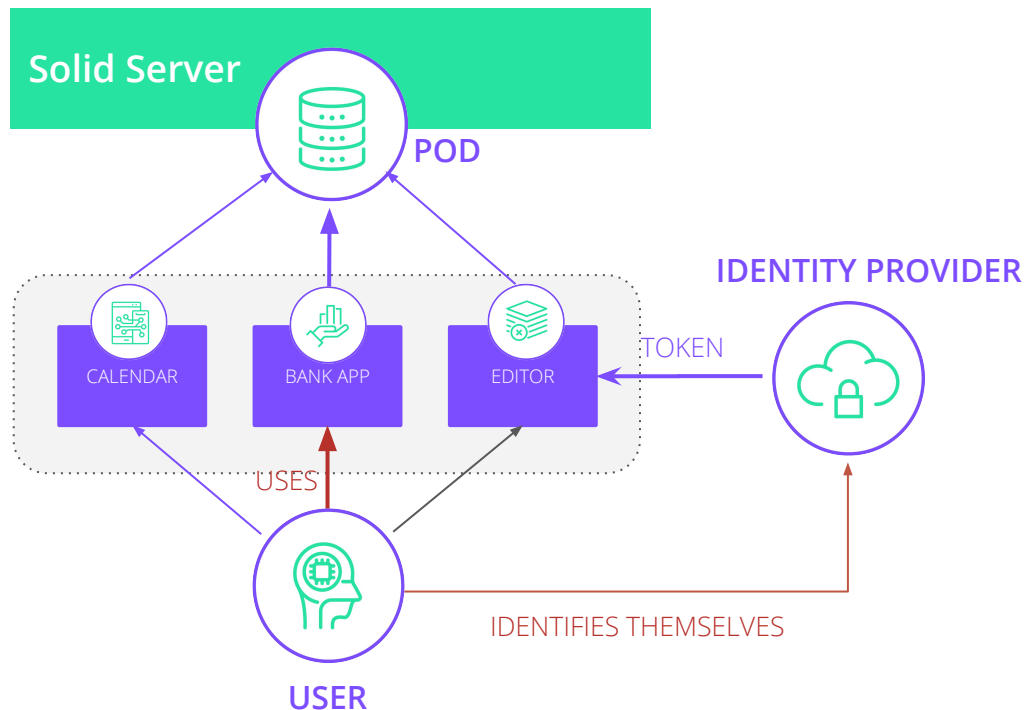 Solid Server
POD
IDENTITY PROVIDER
TOKEN
CALENDAR
BANK APP
EDITOR
USES
IDENTIFIES THEMSELVES
USER